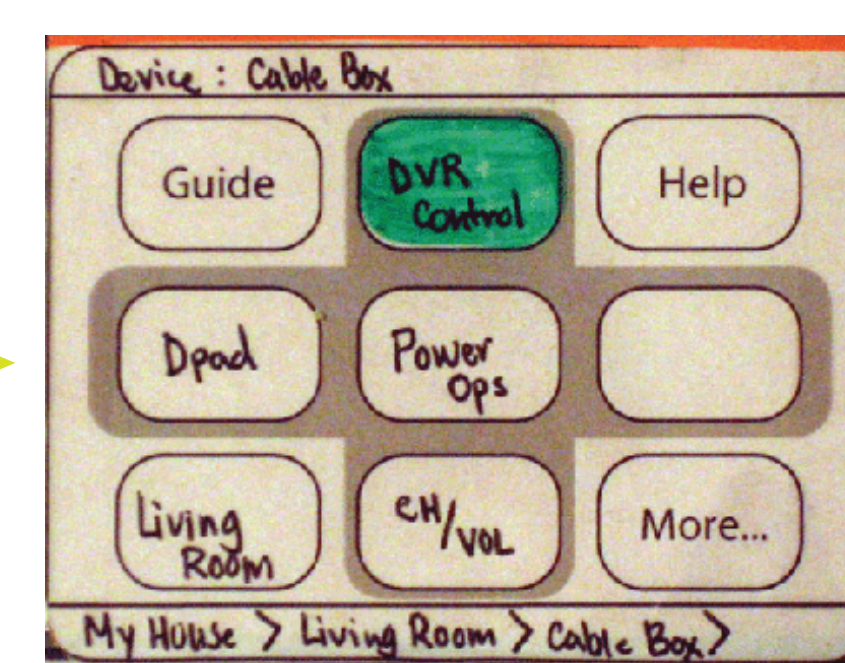 Device : Cable Box
Guide
DVR
Control
Help
Dpad
Power
Ops
Living
Room
CH/VOL
More...
My House > Living Room > Cable Box >